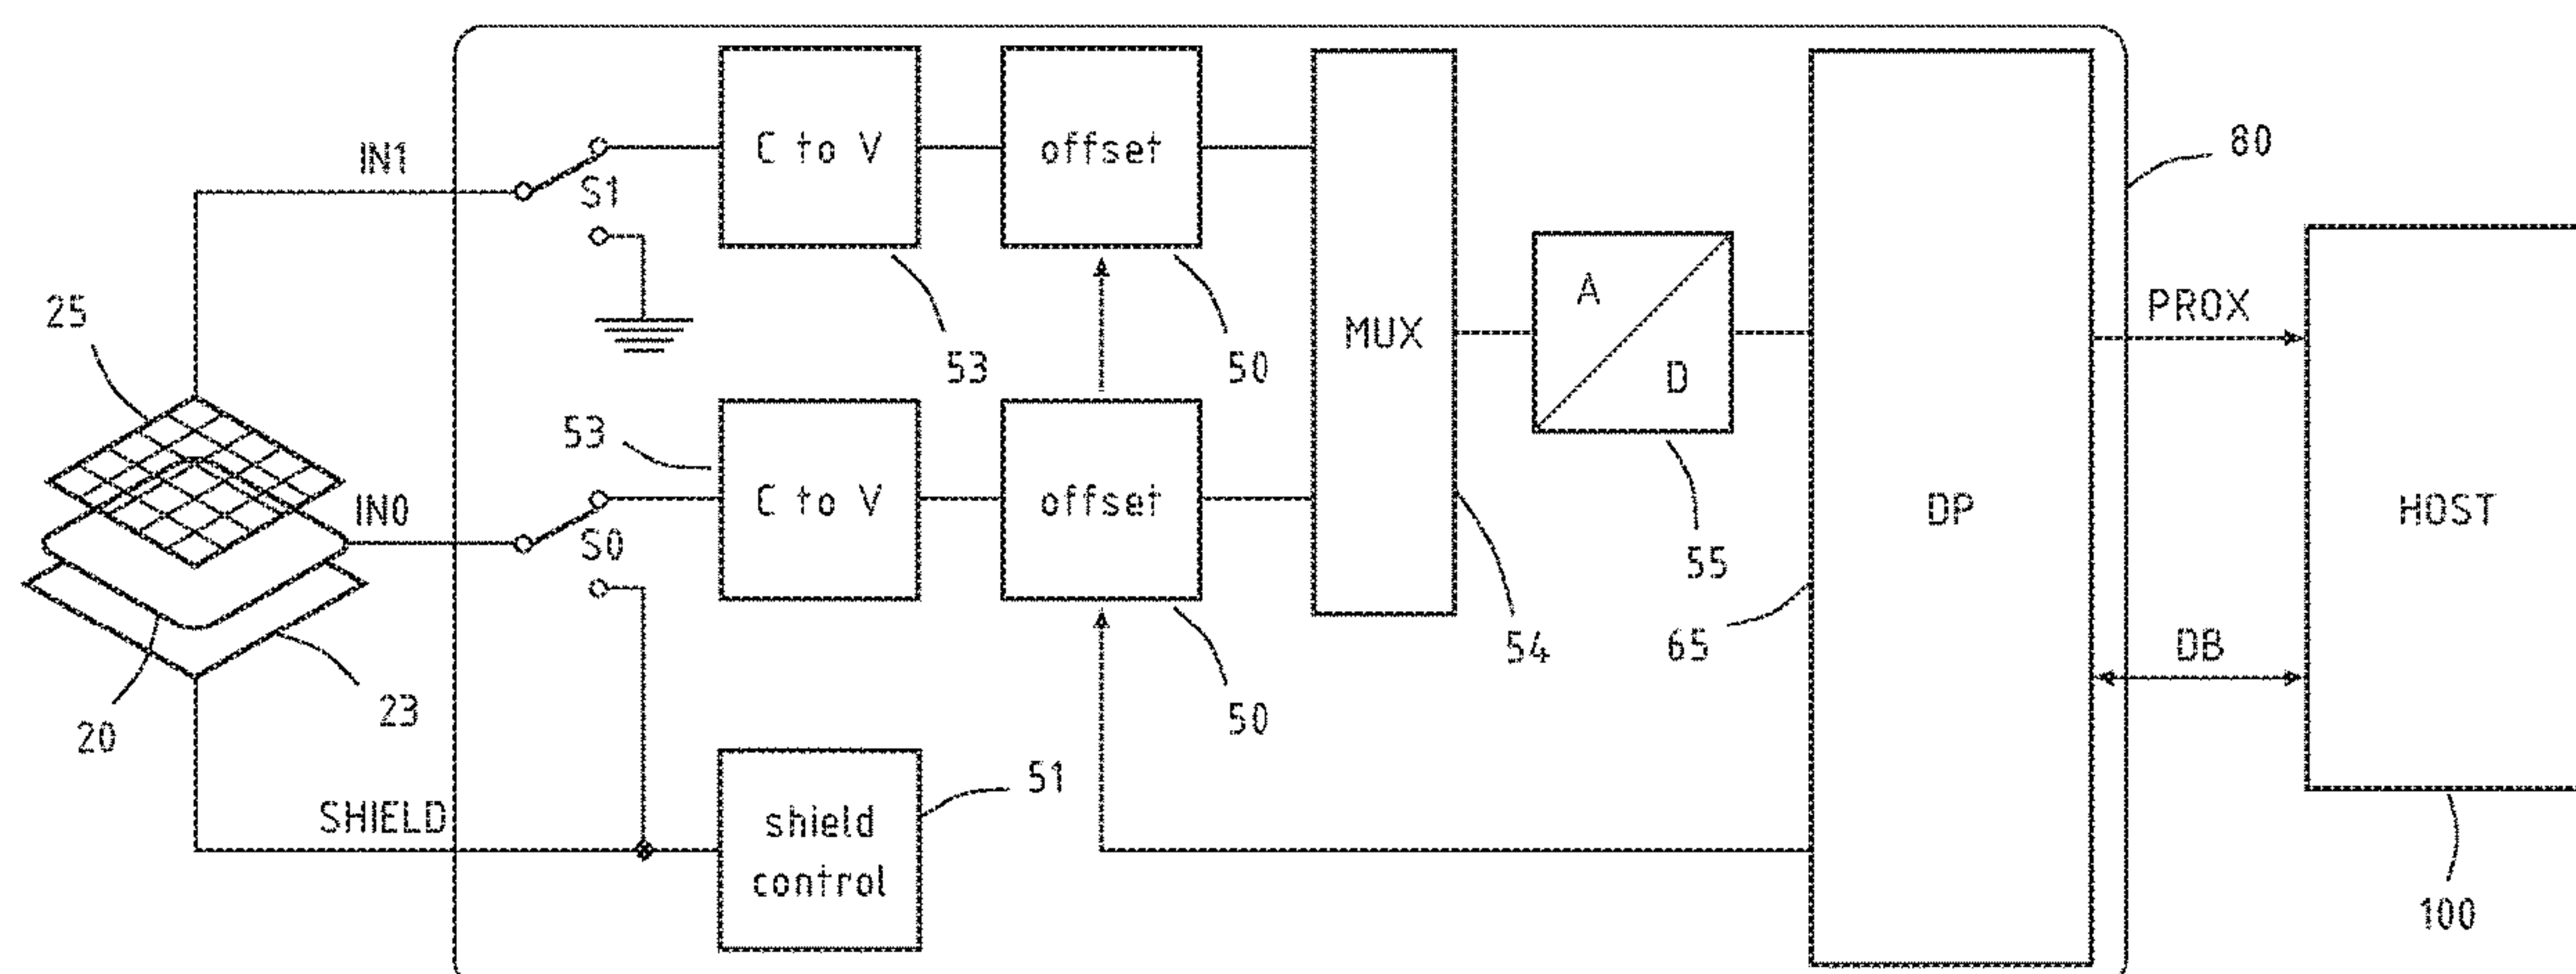 IN1
S1
C to V
offset
80
25
53
50
MUX
A
D
PROX
53
IN0
S0
C to V
offset
55
DP
HOST
65
54
DB
20
23
50
SHIELD
shield
control
51
100